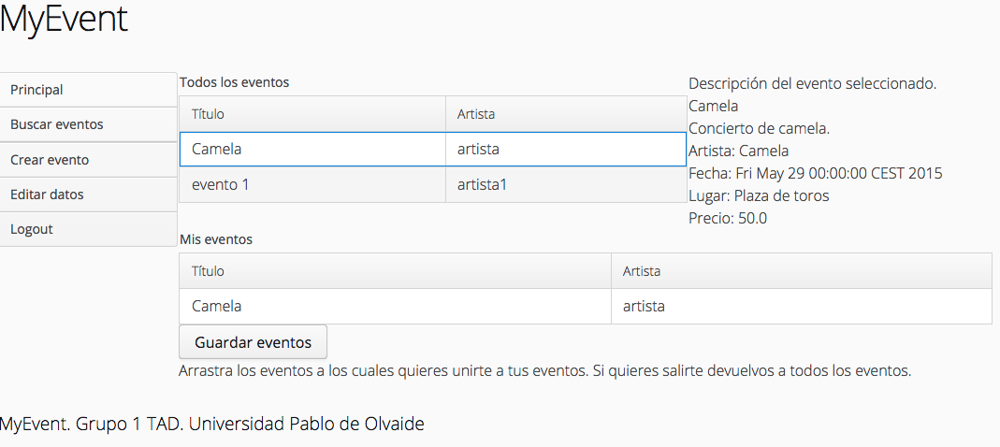 MyEvent
Principal
Buscar eventos
Crear evento
Editar datos
Logout
Todos los eventos
Título Artista
Camela artista
evento 1 artista1
Descripción del evento seleccionado.
Camela
Concierto de camela.
Artista: Camela
Fecha: Fri May 29 00:00:00 CEST 2015
Lugar: Plaza de toros
Precio: 50.0
Mis eventos
Título Artista
Camela artista
Guardar eventos
Arrastra los eventos a los cuales quieres unirte a tus eventos. Si quieres salirte devuelvos a todos los eventos.
MyEvent. Grupo 1 TAD. Universidad Pablo de Olvaide